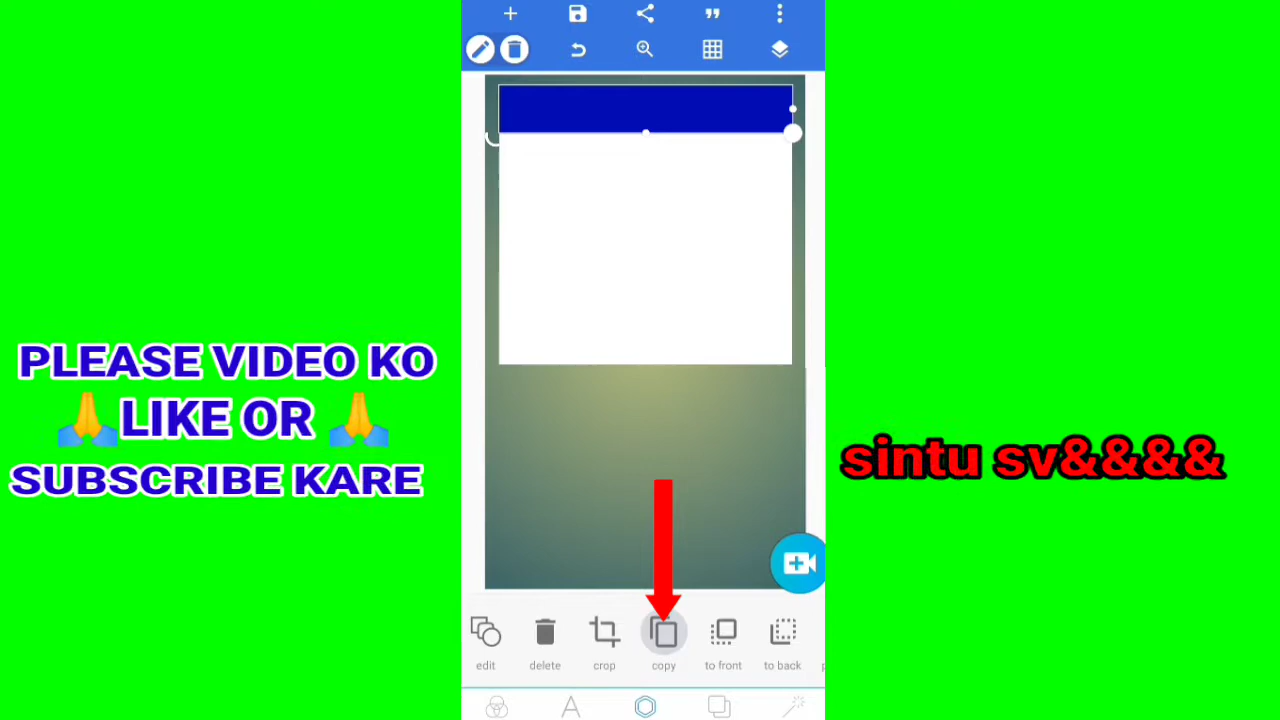 PLEASE VIDEO KO
🙏LIKE OR 🙏
SUBSCRIBE KARE
sintu sv&&&&
edit
delete
crop
copy
to front
to back